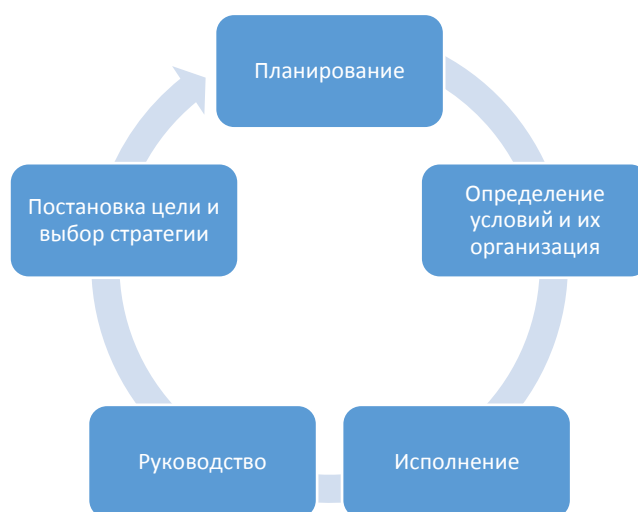 Планирование
Определение
условий и их
организация
Исполнение
Руководство
Постановка цели и
выбор стратегии